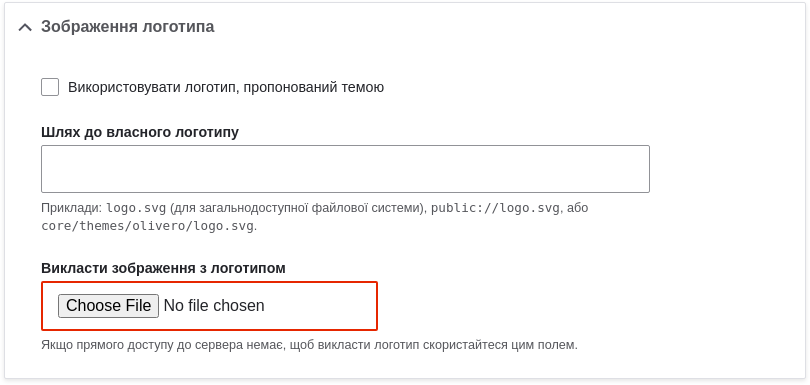 Зображення логотипа
Використовувати логотип, пропонований темою
Шлях до власного логотипу
Приклади: logo.svg (для загальнодоступної файлової системи), public://logo.svg, або
core/themes/olivero/logo.svg.
Викласти зображення з логотипом
Choose File No file chosen
Якщо прямого доступу до сервера немає, щоб викласти логотип скористайтеся цим полем.